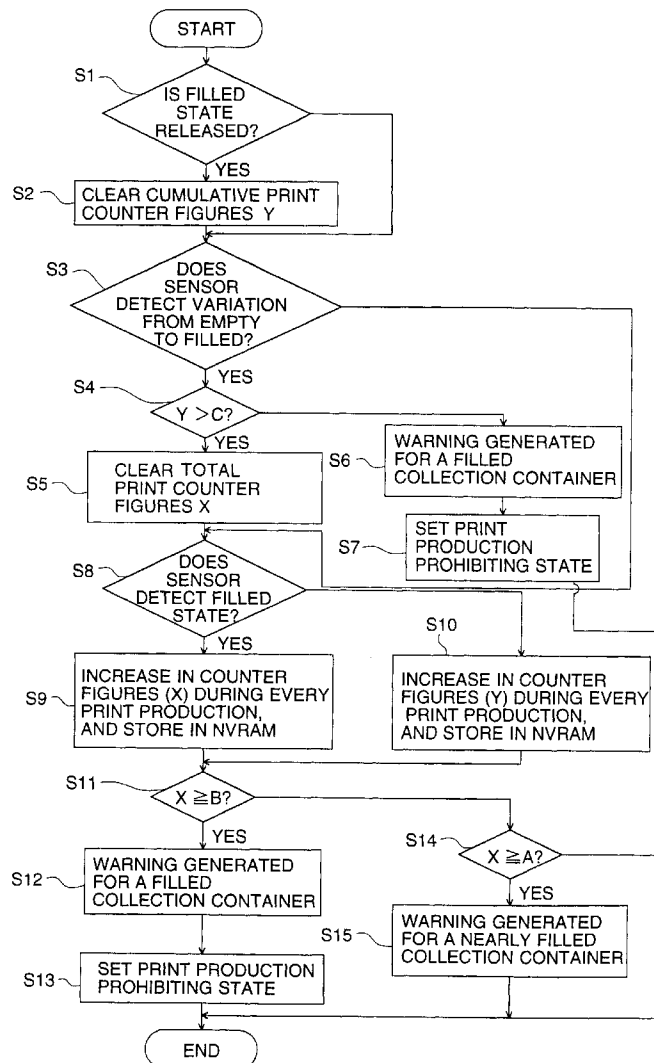 START
S1
IS FILLED
STATE
RELEASED?
YES
S2
CLEAR CUMULATIVE PRINT
COUNTER FIGURES Y
S3
DOES
SENSOR
DETECT VARIATION
FROM EMPTY
TO FILLED?
YES
S4
Y >C?
YES
S5
CLEAR TOTAL
PRINT COUNTER
FIGURES X
S6
WARNING GENERATED
FOR A FILLED
COLLECTION CONTAINER
S7
SET PRINT
PRODUCTION
PROHIBITING STATE
S8
DOES
SENSOR
DETECT FILLED
STATE?
YES
S9
INCREASE IN COUNTER
FIGURES (X) DURING EVERY
PRINT PRODUCTION,
AND STORE IN NVRAM
S10
INCREASE IN COUNTER
FIGURES (Y) DURING EVERY
PRINT PRODUCTION,
AND STORE IN NVRAM
S11
X ≧B?
YES
S12
WARNING GENERATED
FOR A FILLED
COLLECTION CONTAINER
S13
SET PRINT PRODUCTION
PROHIBITING STATE
S14
X ≧A?
YES
S15
WARNING GENERATED
FOR A NEARLY FILLED
COLLECTION CONTAINER
END